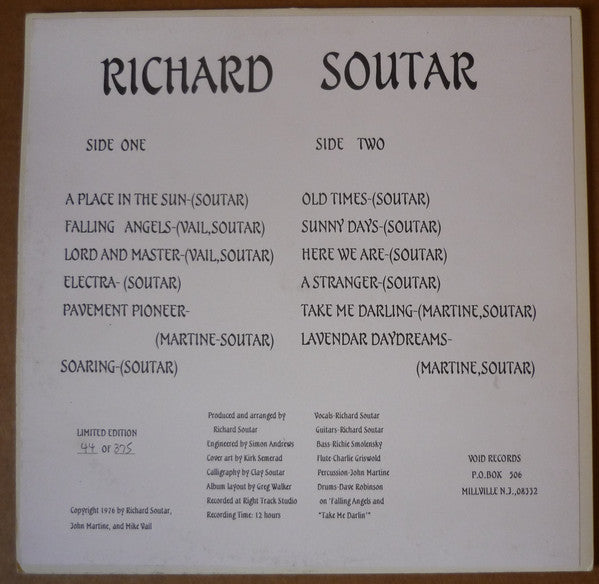 RICHARD SOUTAR
SIDE ONE
A PLACE IN THE SUN-(SOUTAR)
FALLING ANGELS-(VAIL,SOUTAR)
LORD AND MASTER-(VAIL,SOUTAR)
ELECTRA- (SOUTAR)
PAVEMENT PIONEER-
(MARTINE-SOUTAR)
SOARING-(SOUTAR)
SIDE TWO
OLD TIMES-(SOUTAR)
SUNNY DAYS-(SOUTAR)
HERE WE ARE-(SOUTAR)
A STRANGER-(SOUTAR)
TAKE ME DARLING-(MARTINE,SOUTAR)
LAVENDAR DAYDREAMS-
(MARTINE,SOUTAR)
LIMITED EDITION
44 OF 375
Copyright 1976 by Richard Soutar,
John Martine, and Mike Vail
Produced and arranged by
Richard Soutar
Engineered by Simon Andrews
Cover art by Kirk Semerad
Calligraphy by Clay Soutar
Album layout by Greg Walker
Recorded at Right Track Studio
Recording Time: 12 hours
Vocals-Richard Soutar
Guitars-Richard Soutar
Bass-Richie Smolensky
Flute Charlie Griswold
Percussion-John Martine
Drums-Dave Robinson
on 'Falling Angels and
"Take Me Darlin'"
VOID RECORDS
P.O.BOX 506
MILLVILLE N.J.,08332